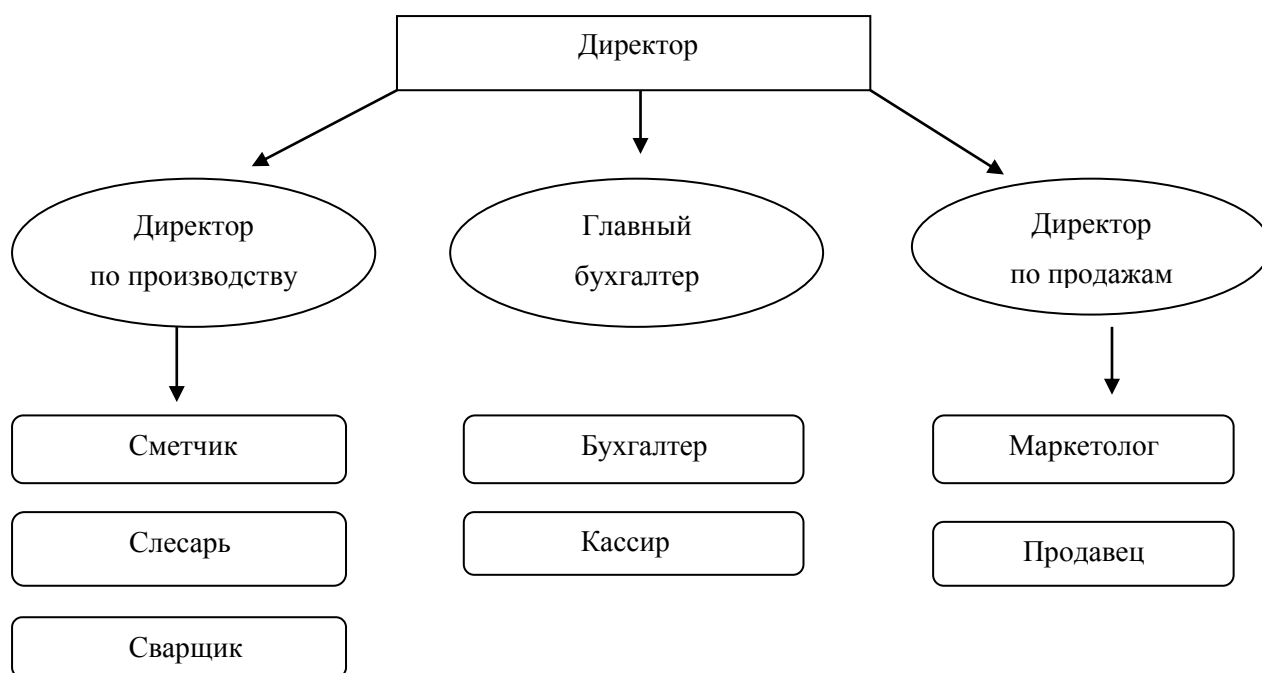 Директор
Директор
по производству
Главный
бухгалтер
Директор
по продажам
Сметчик
Бухгалтер
Маркетолог
Слесарь
Кассир
Продавец
Сварщик